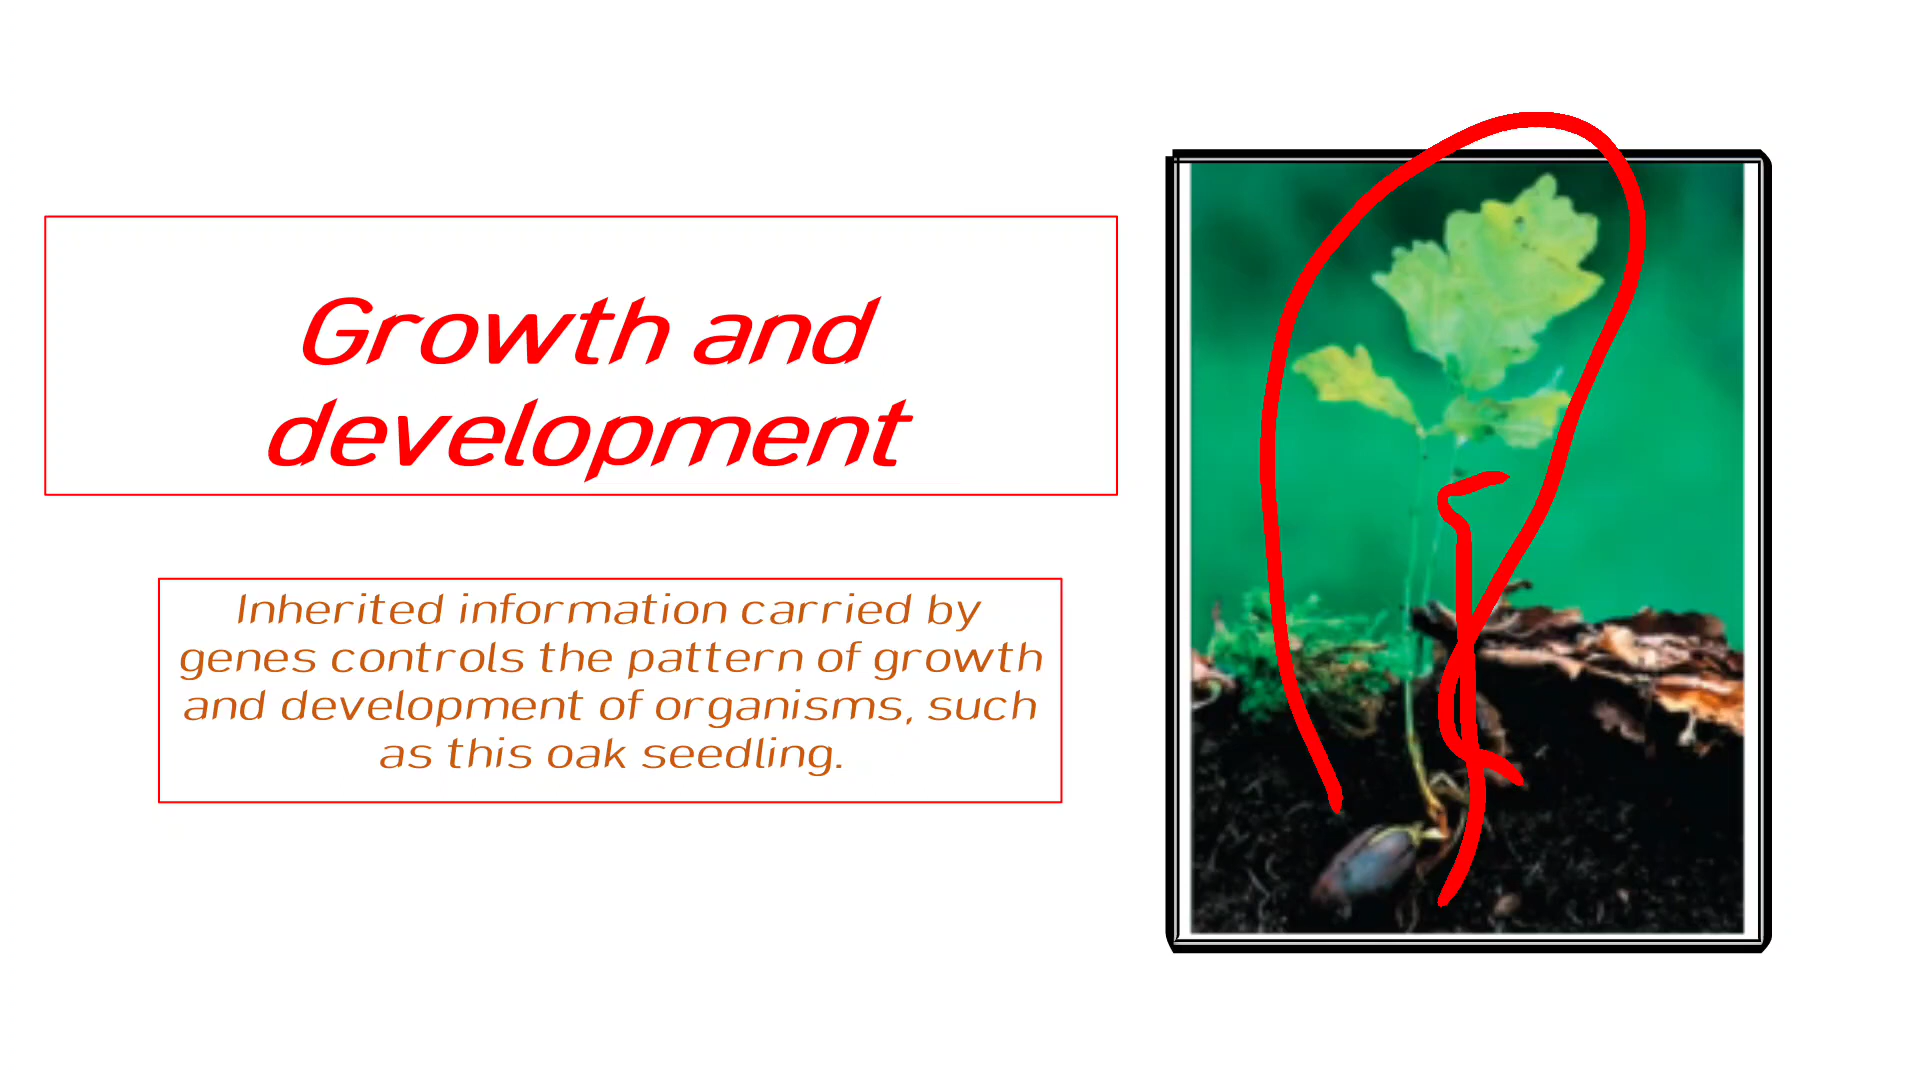 Growth and
development
Inherited information carried by
genes controls the pattern of growth
and development of organisms, such
as this oak seedling.